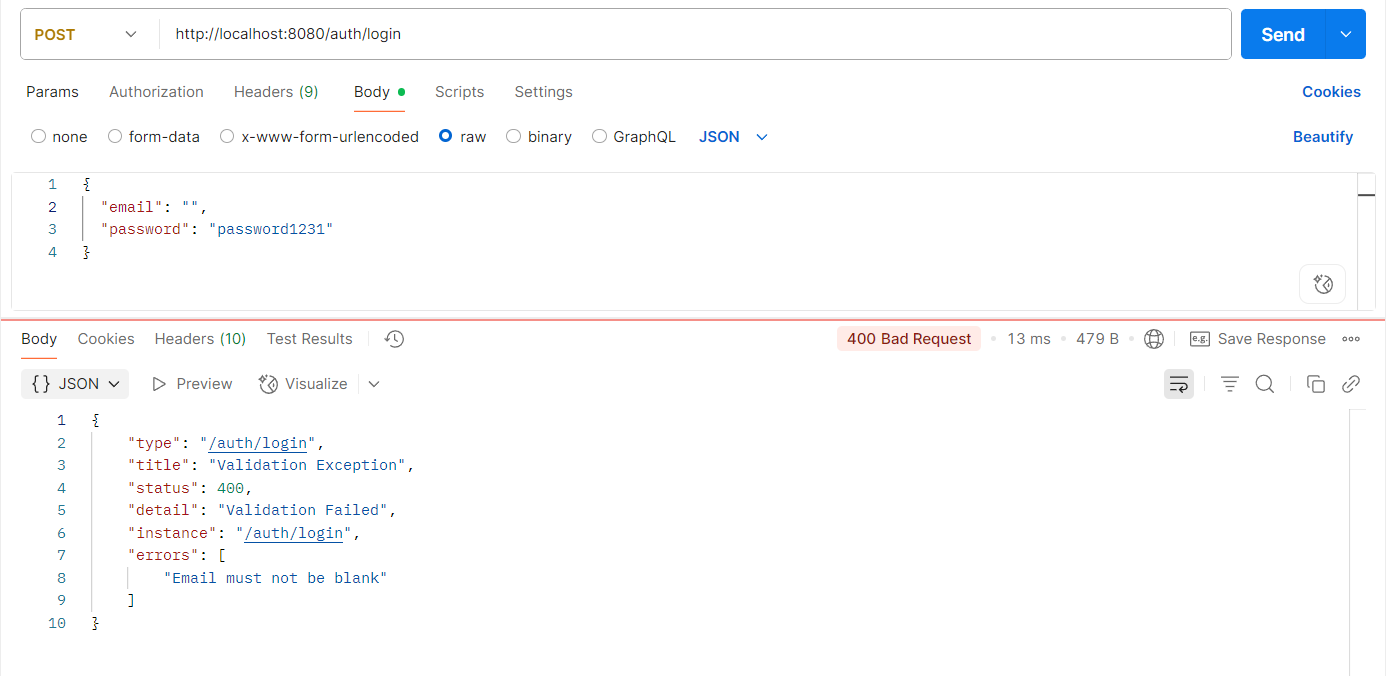 POST http://localhost:8080/auth/login Send
Params Authorization Headers (9) Body Scripts Settings Cookies
none form-data x-www-form-urlencoded raw binary GraphQL JSON Beautify
1 {
2 "email": "",
3 "password": "password1231"
4 }
Body Cookies Headers (10) Test Results 400 Bad Request 13 ms 479 B e.g. Save Response
{} JSON Preview Visualize
1 {
2 "type": "/auth/login",
3 "title": "Validation Exception",
4 "status": 400,
5 "detail": "Validation Failed",
6 "instance": "/auth/login",
7 "errors": [
8 "Email must not be blank"
9 ]
10 }